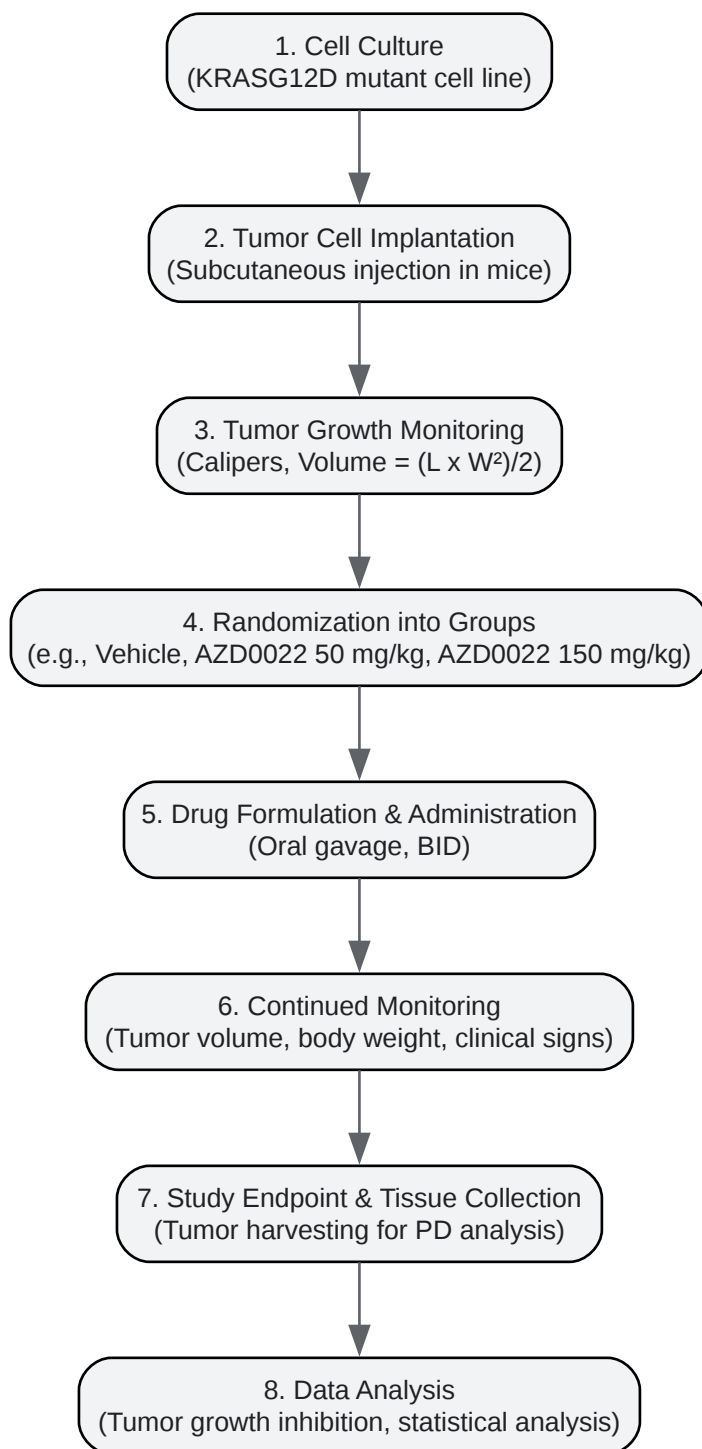 1. Cell Culture
(KRASG12D mutant cell line)
2. Tumor Cell Implantation
(Subcutaneous injection in mice)
3. Tumor Growth Monitoring
(Calipers, Volume = (L x W²)/2)
4. Randomization into Groups
(e.g., Vehicle, AZD0022 50 mg/kg, AZD0022 150 mg/kg)
5. Drug Formulation & Administration
(Oral gavage, BID)
6. Continued Monitoring
(Tumor volume, body weight, clinical signs)
7. Study Endpoint & Tissue Collection
(Tumor harvesting for PD analysis)
8. Data Analysis
(Tumor growth inhibition, statistical analysis)